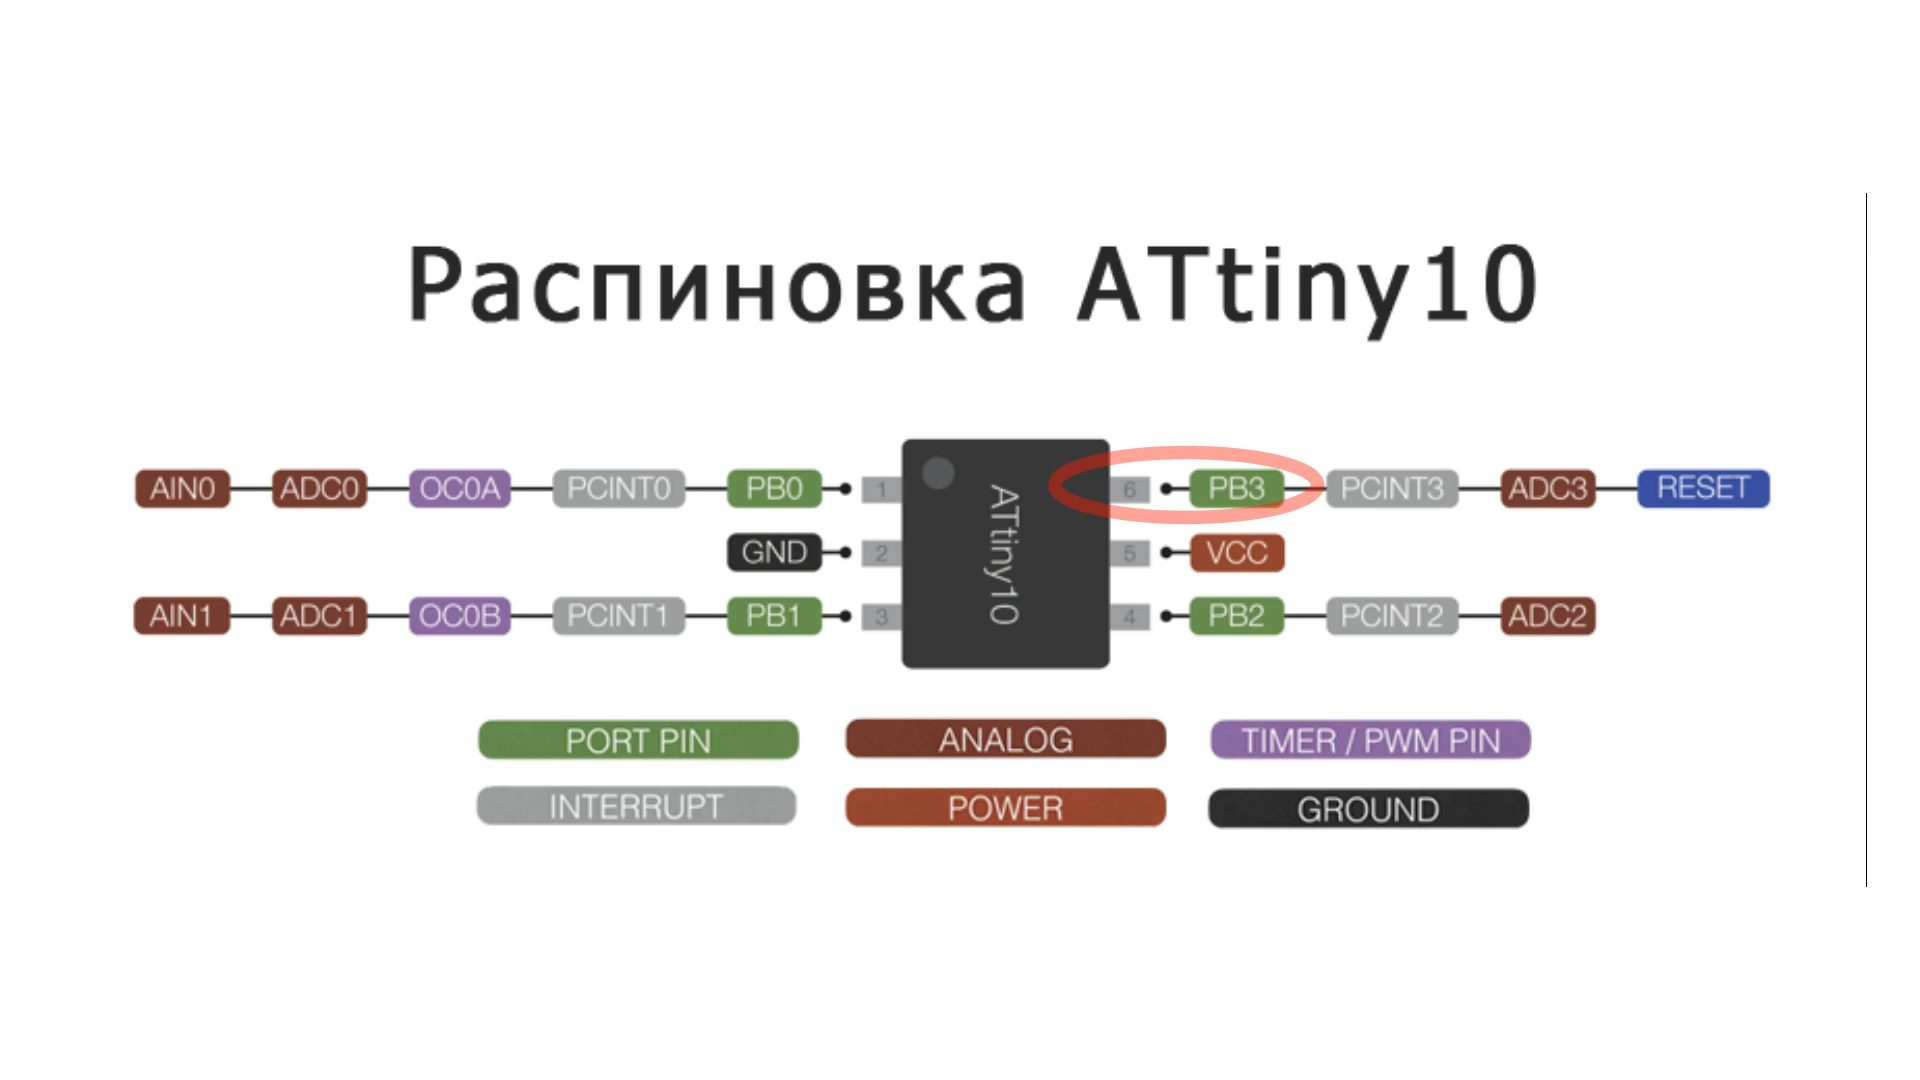 Распиновка ATtiny10
AIN0 ADC0 OC0A PCINT0 PB0 1 6 PB3 PCINT3 ADC3 RESET
GND 2 5 VCC
AIN1 ADC1 OC0B PCINT1 PB1 3 4 PB2 PCINT2 ADC2
ATtiny10
PORT PIN ANALOG TIMER / PWM PIN
INTERRUPT POWER GROUND